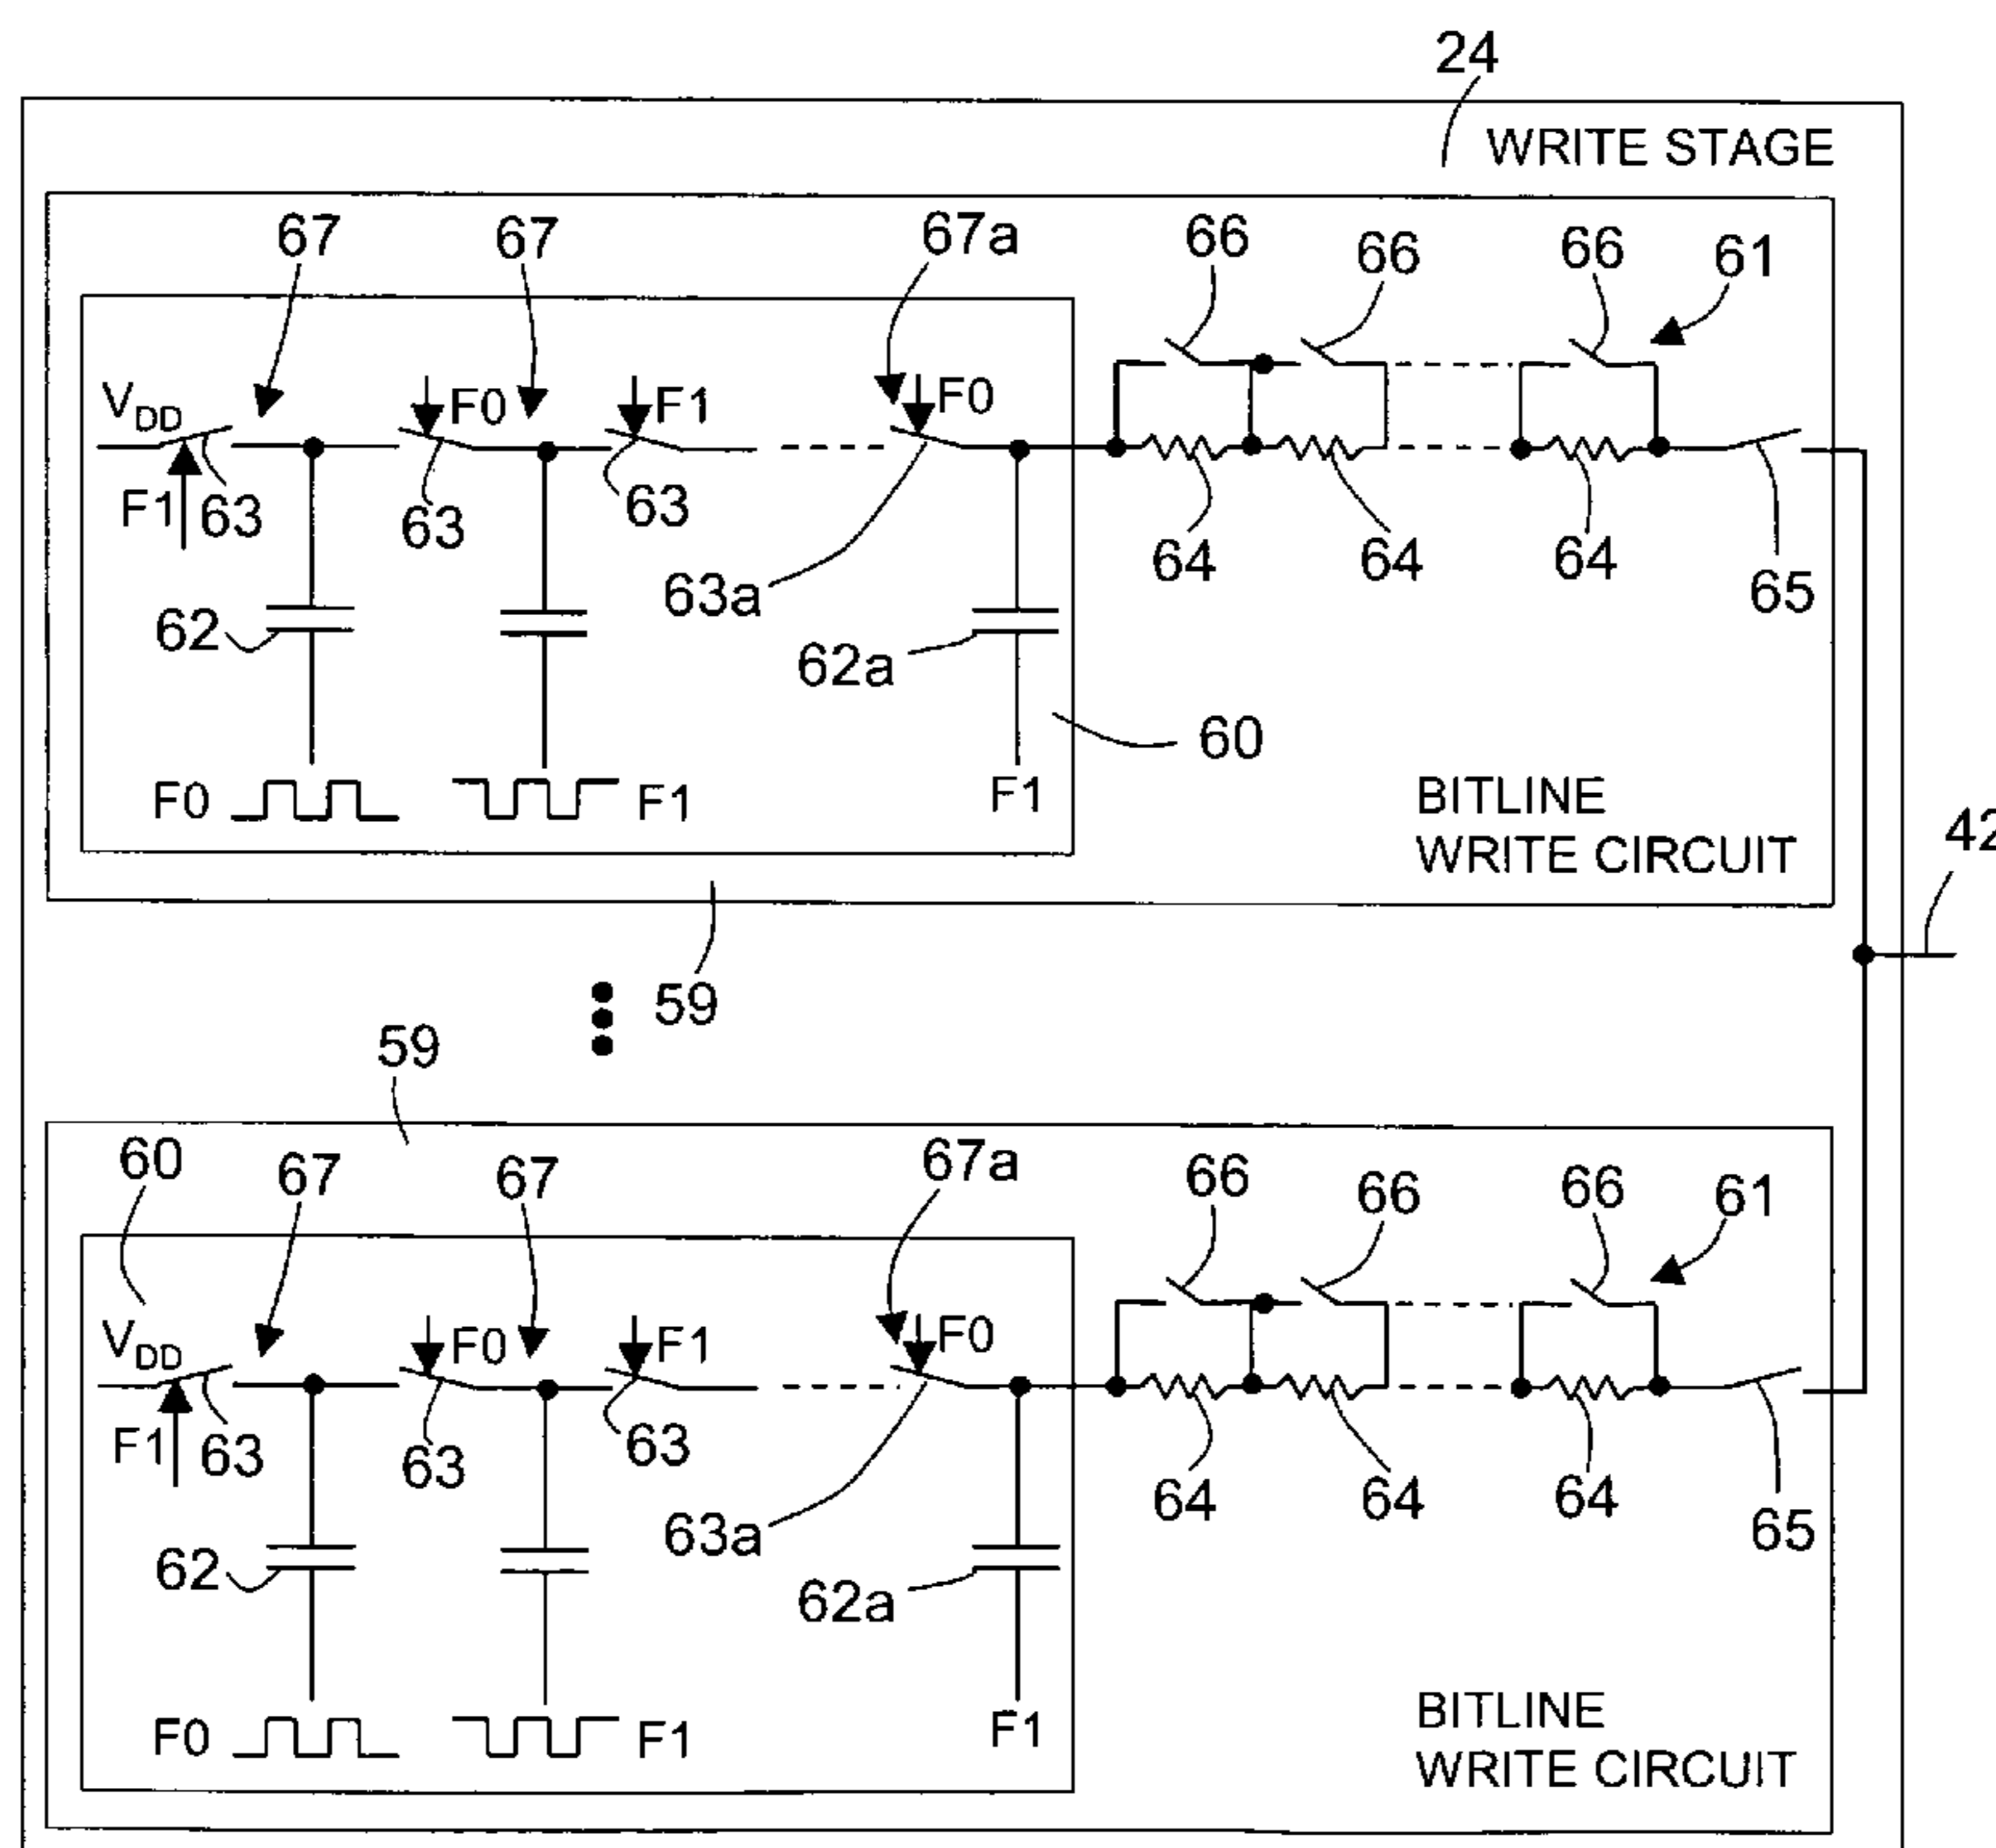 24
WRITE STAGE
67 67 67a 66 66 66 61
VDD F0 F1 F0
F1 63 63 63
64 64 64
63a 65
62 62a
60
F0 F1 F1
BITLINE
WRITE CIRCUIT
42
59
59
60 67 67 67a 66 66 66 61
VDD F0 F1 F0
F1 63 63 63
64 64 64
63a 65
62 62a
F0 F1 F1
BITLINE
WRITE CIRCUIT